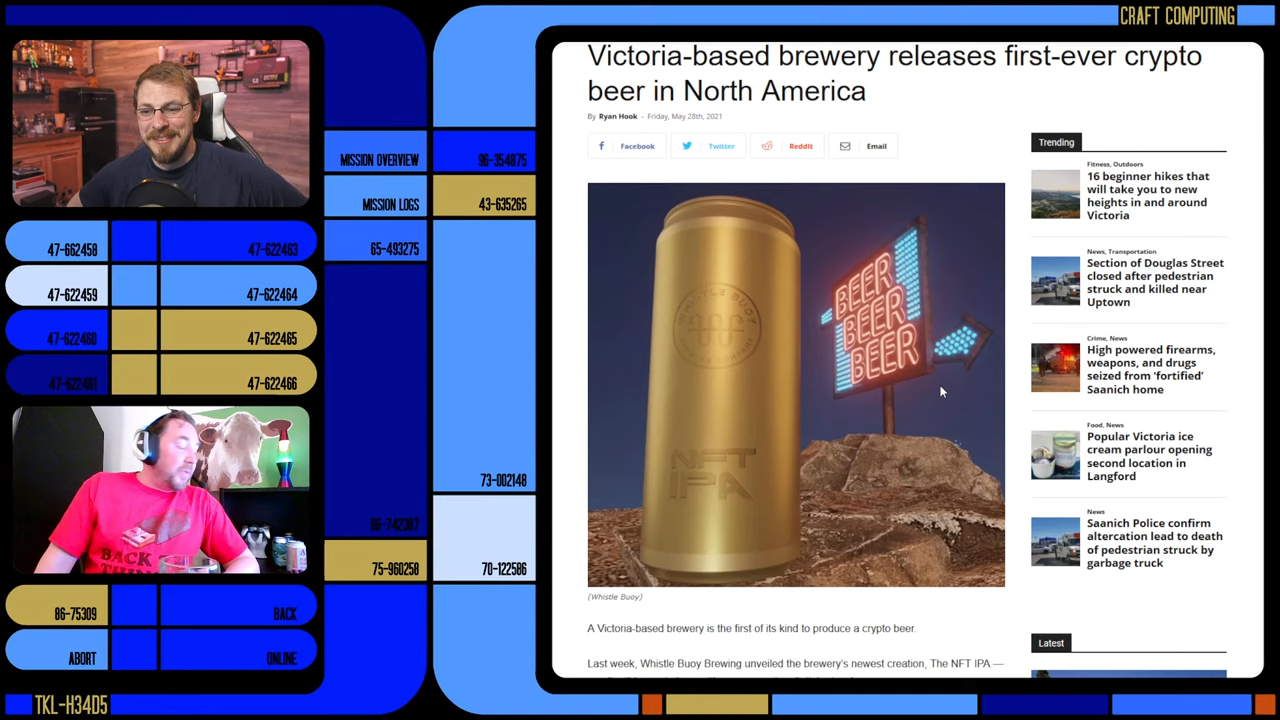 CRAFT COMPUTING
MISSION OVERVIEW
96-354875
MISSION LOGS
43-635265
47-662458
47-622463
65-493275
47-622459
47-622464
47-622460
47-622465
47-622461
47-622466
73-002148
75-960258
70-122586
86-75309
BACK
ABORT
ONLINE
TKL-H34D5
BACK
Victoria-based brewery releases first-ever crypto
beer in North America
By Ryan Hook - Friday, May 28th, 2021
Facebook
Twitter
Reddit
Email
BEER
BEER
BEER
WHISTLE BUOY
NFT
IPA
(Whistle Buoy)
A Victoria-based brewery is the first of its kind to produce a crypto beer.
Last week, Whistle Buoy Brewing unveiled the brewery's newest creation, The NFT IPA —
Trending
Fitness, Outdoors
16 beginner hikes that
will take you to new
heights in and around
Victoria
News, Transportation
Section of Douglas Street
closed after pedestrian
struck and killed near
Uptown
Crime, News
High powered firearms,
weapons, and drugs
seized from 'fortified'
Saanich home
Food, News
Popular Victoria ice
cream parlour opening
second location in
Langford
News
Saanich Police confirm
altercation lead to death
of pedestrian struck by
garbage truck
Latest